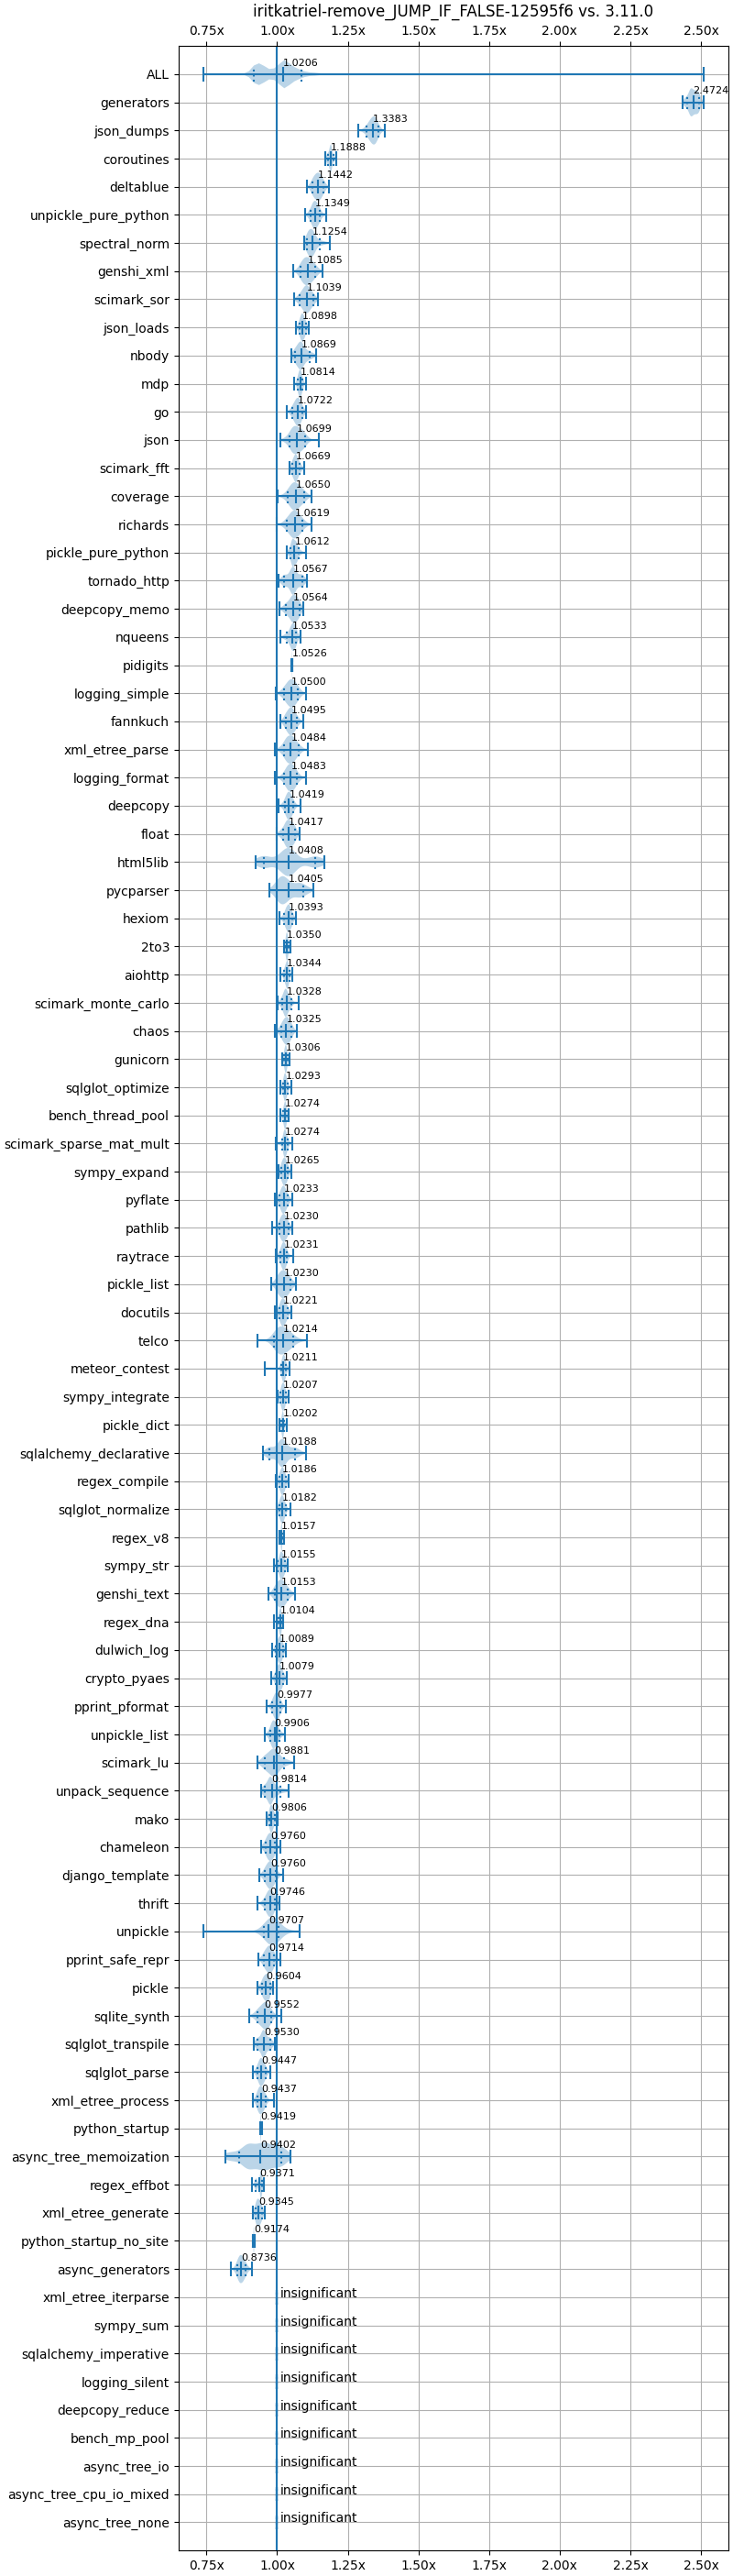 iritkatriel-remove_JUMP_IF_FALSE-12595f6 vs. 3.11.0
0.75x 1.00x 1.25x 1.50x 1.75x 2.00x 2.25x 2.50x
ALL 1.0206
generators 2.4724
json_dumps 1.3383
coroutines 1.1888
deltablue 1.1442
unpickle_pure_python 1.1349
spectral_norm 1.1254
genshi_xml 1.1085
scimark_sor 1.1039
json_loads 1.0898
nbody 1.0869
mdp 1.0814
go 1.0722
json 1.0699
scimark_fft 1.0669
coverage 1.0650
richards 1.0619
pickle_pure_python 1.0612
tornado_http 1.0567
deepcopy_memo 1.0564
nqueens 1.0533
pidigits 1.0526
logging_simple 1.0500
fannkuch 1.0495
xml_etree_parse 1.0484
logging_format 1.0483
deepcopy 1.0419
float 1.0417
html5lib 1.0408
pycparser 1.0405
hexiom 1.0393
2to3 1.0350
aiohttp 1.0344
scimark_monte_carlo 1.0328
chaos 1.0325
gunicorn 1.0306
sqlglot_optimize 1.0293
bench_thread_pool 1.0274
scimark_sparse_mat_mult 1.0274
sympy_expand 1.0265
pyflate 1.0233
pathlib 1.0230
raytrace 1.0231
pickle_list 1.0230
docutils 1.0221
telco 1.0214
meteor_contest 1.0211
sympy_integrate 1.0207
pickle_dict 1.0202
sqlalchemy_declarative 1.0188
regex_compile 1.0186
sqlglot_normalize 1.0182
regex_v8 1.0157
sympy_str 1.0155
genshi_text 1.0153
regex_dna 1.0104
dulwich_log 1.0089
crypto_pyaes 1.0079
pprint_pformat 0.9977
unpickle_list 0.9906
scimark_lu 0.9881
unpack_sequence 0.9814
mako 0.9806
chameleon 0.9760
django_template 0.9760
thrift 0.9746
unpickle 0.9707
pprint_safe_repr 0.9714
pickle 0.9604
sqlite_synth 0.9552
sqlglot_transpile 0.9530
sqlglot_parse 0.9447
xml_etree_process 0.9437
python_startup 0.9419
async_tree_memoization 0.9402
regex_effbot 0.9371
xml_etree_generate 0.9345
python_startup_no_site 0.9174
async_generators 0.8736
xml_etree_iterparse insignificant
sympy_sum insignificant
sqlalchemy_imperative insignificant
logging_silent insignificant
deepcopy_reduce insignificant
bench_mp_pool insignificant
async_tree_io insignificant
async_tree_cpu_io_mixed insignificant
async_tree_none insignificant
0.75x 1.00x 1.25x 1.50x 1.75x 2.00x 2.25x 2.50x